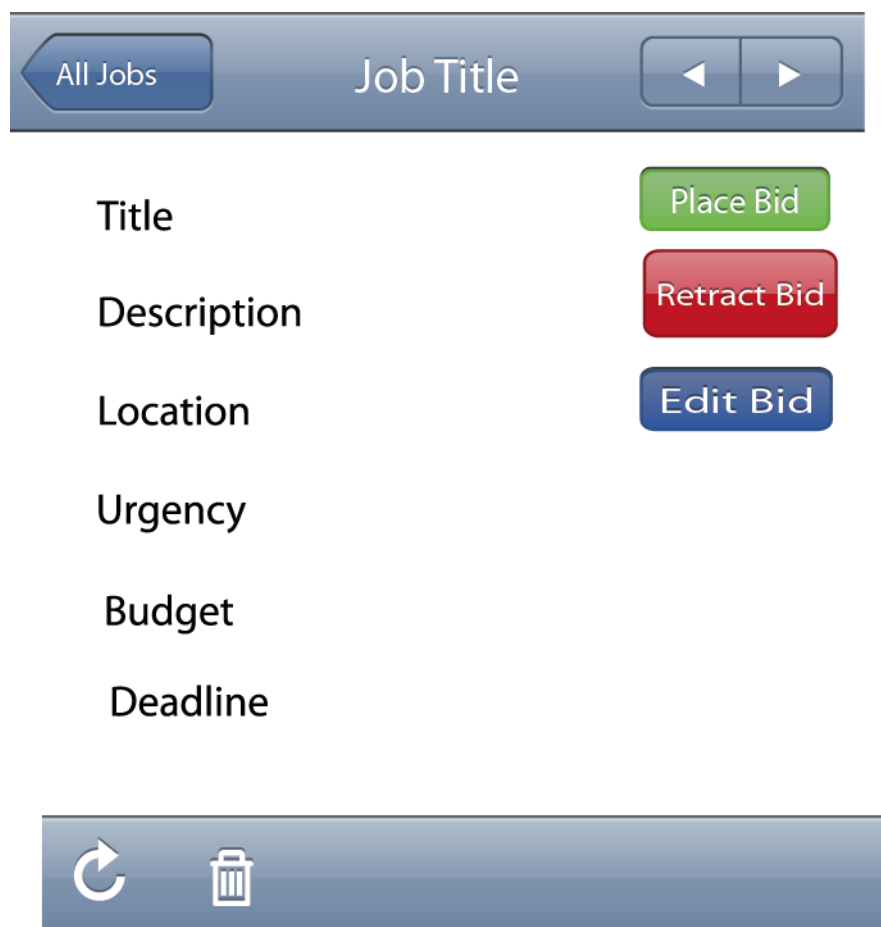 All Jobs
Job Title
Title
Place Bid
Description
Retract Bid
Location
Edit Bid
Urgency
Budget
Deadline